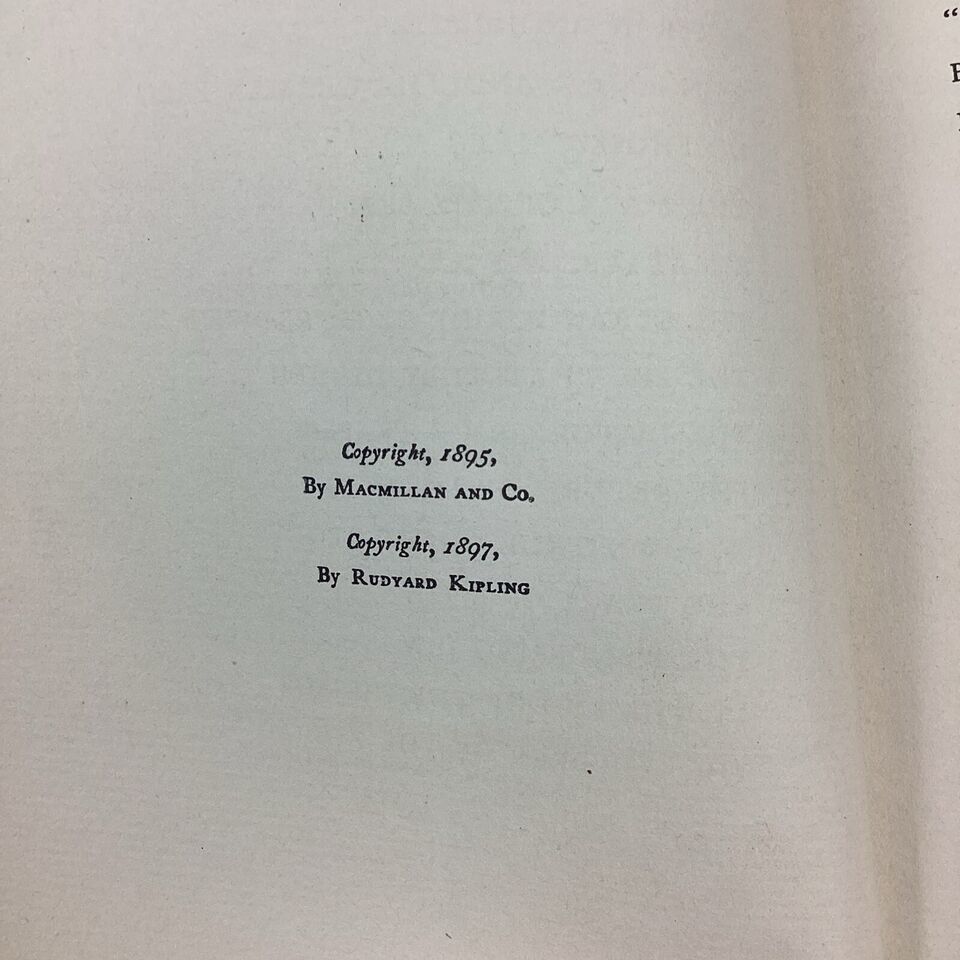 Copyright, 1895,
By Macmillan and Co.
Copyright, 1897,
By Rudyard Kipling
“